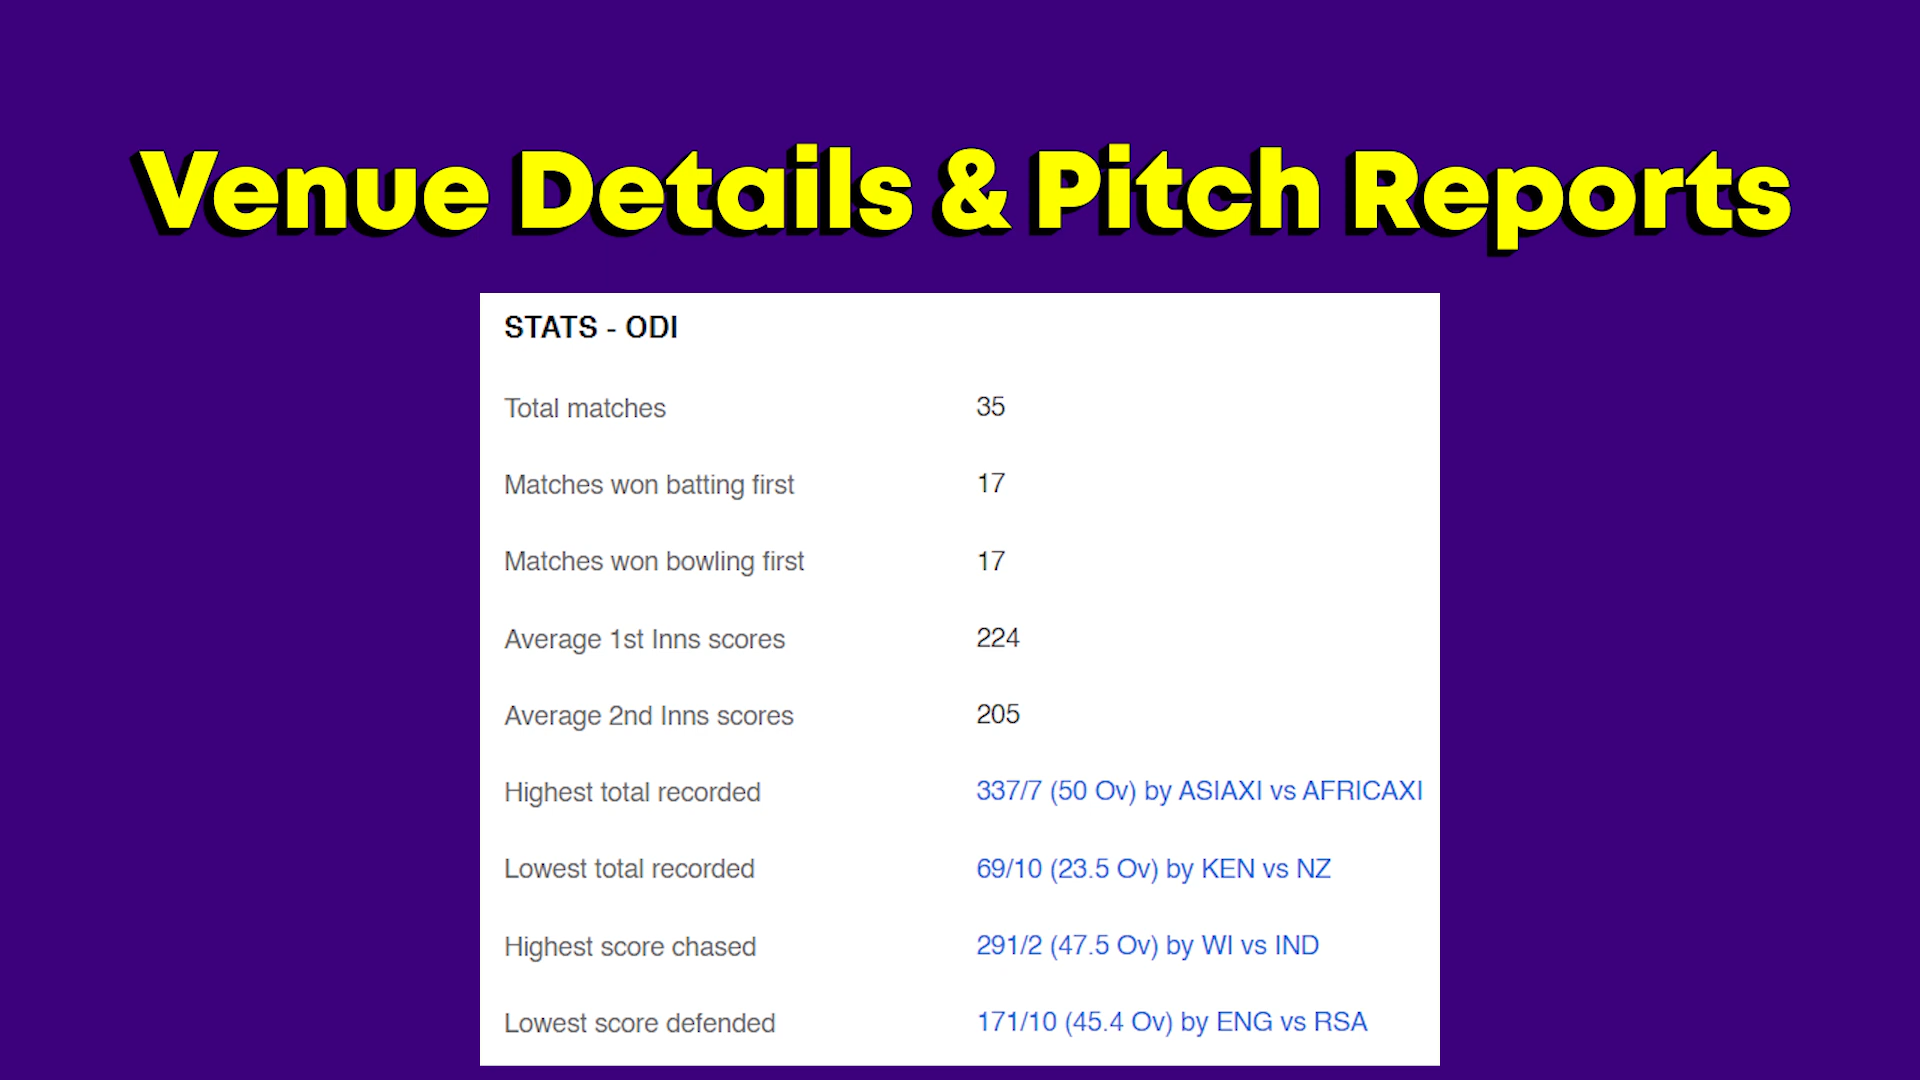 Venue Details & Pitch Reports
STATS - ODI
Total matches 35
Matches won batting first 17
Matches won bowling first 17
Average 1st Inns scores 224
Average 2nd Inns scores 205
Highest total recorded 337/7 (50 Ov) by ASIAXI vs AFRICAXI
Lowest total recorded 69/10 (23.5 Ov) by KEN vs NZ
Highest score chased 291/2 (47.5 Ov) by WI vs IND
Lowest score defended 171/10 (45.4 Ov) by ENG vs RSA